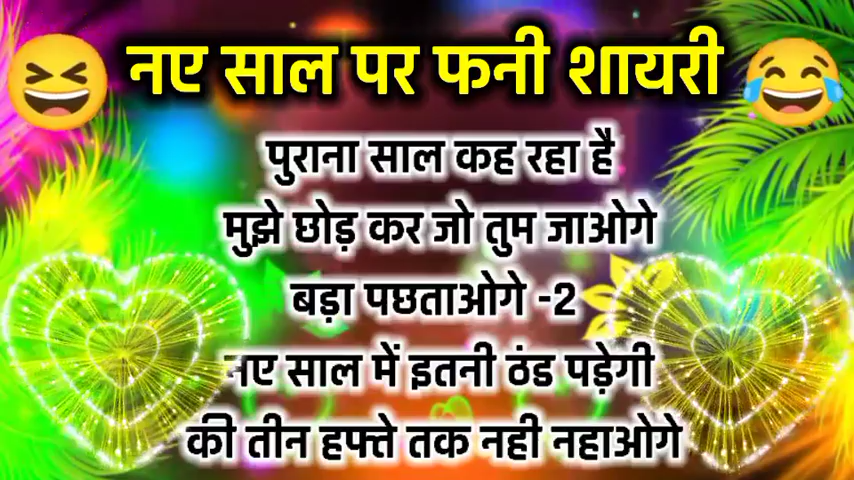 नए साल पर फनी शायरी
पुराना साल कह रहा है
मुझे छोड़ कर जो तुम जाओगे
बड़ा पछताओगे -2
नए साल में इतनी ठंड पड़ेगी
की तीन हफ्ते तक नही नहाओगे